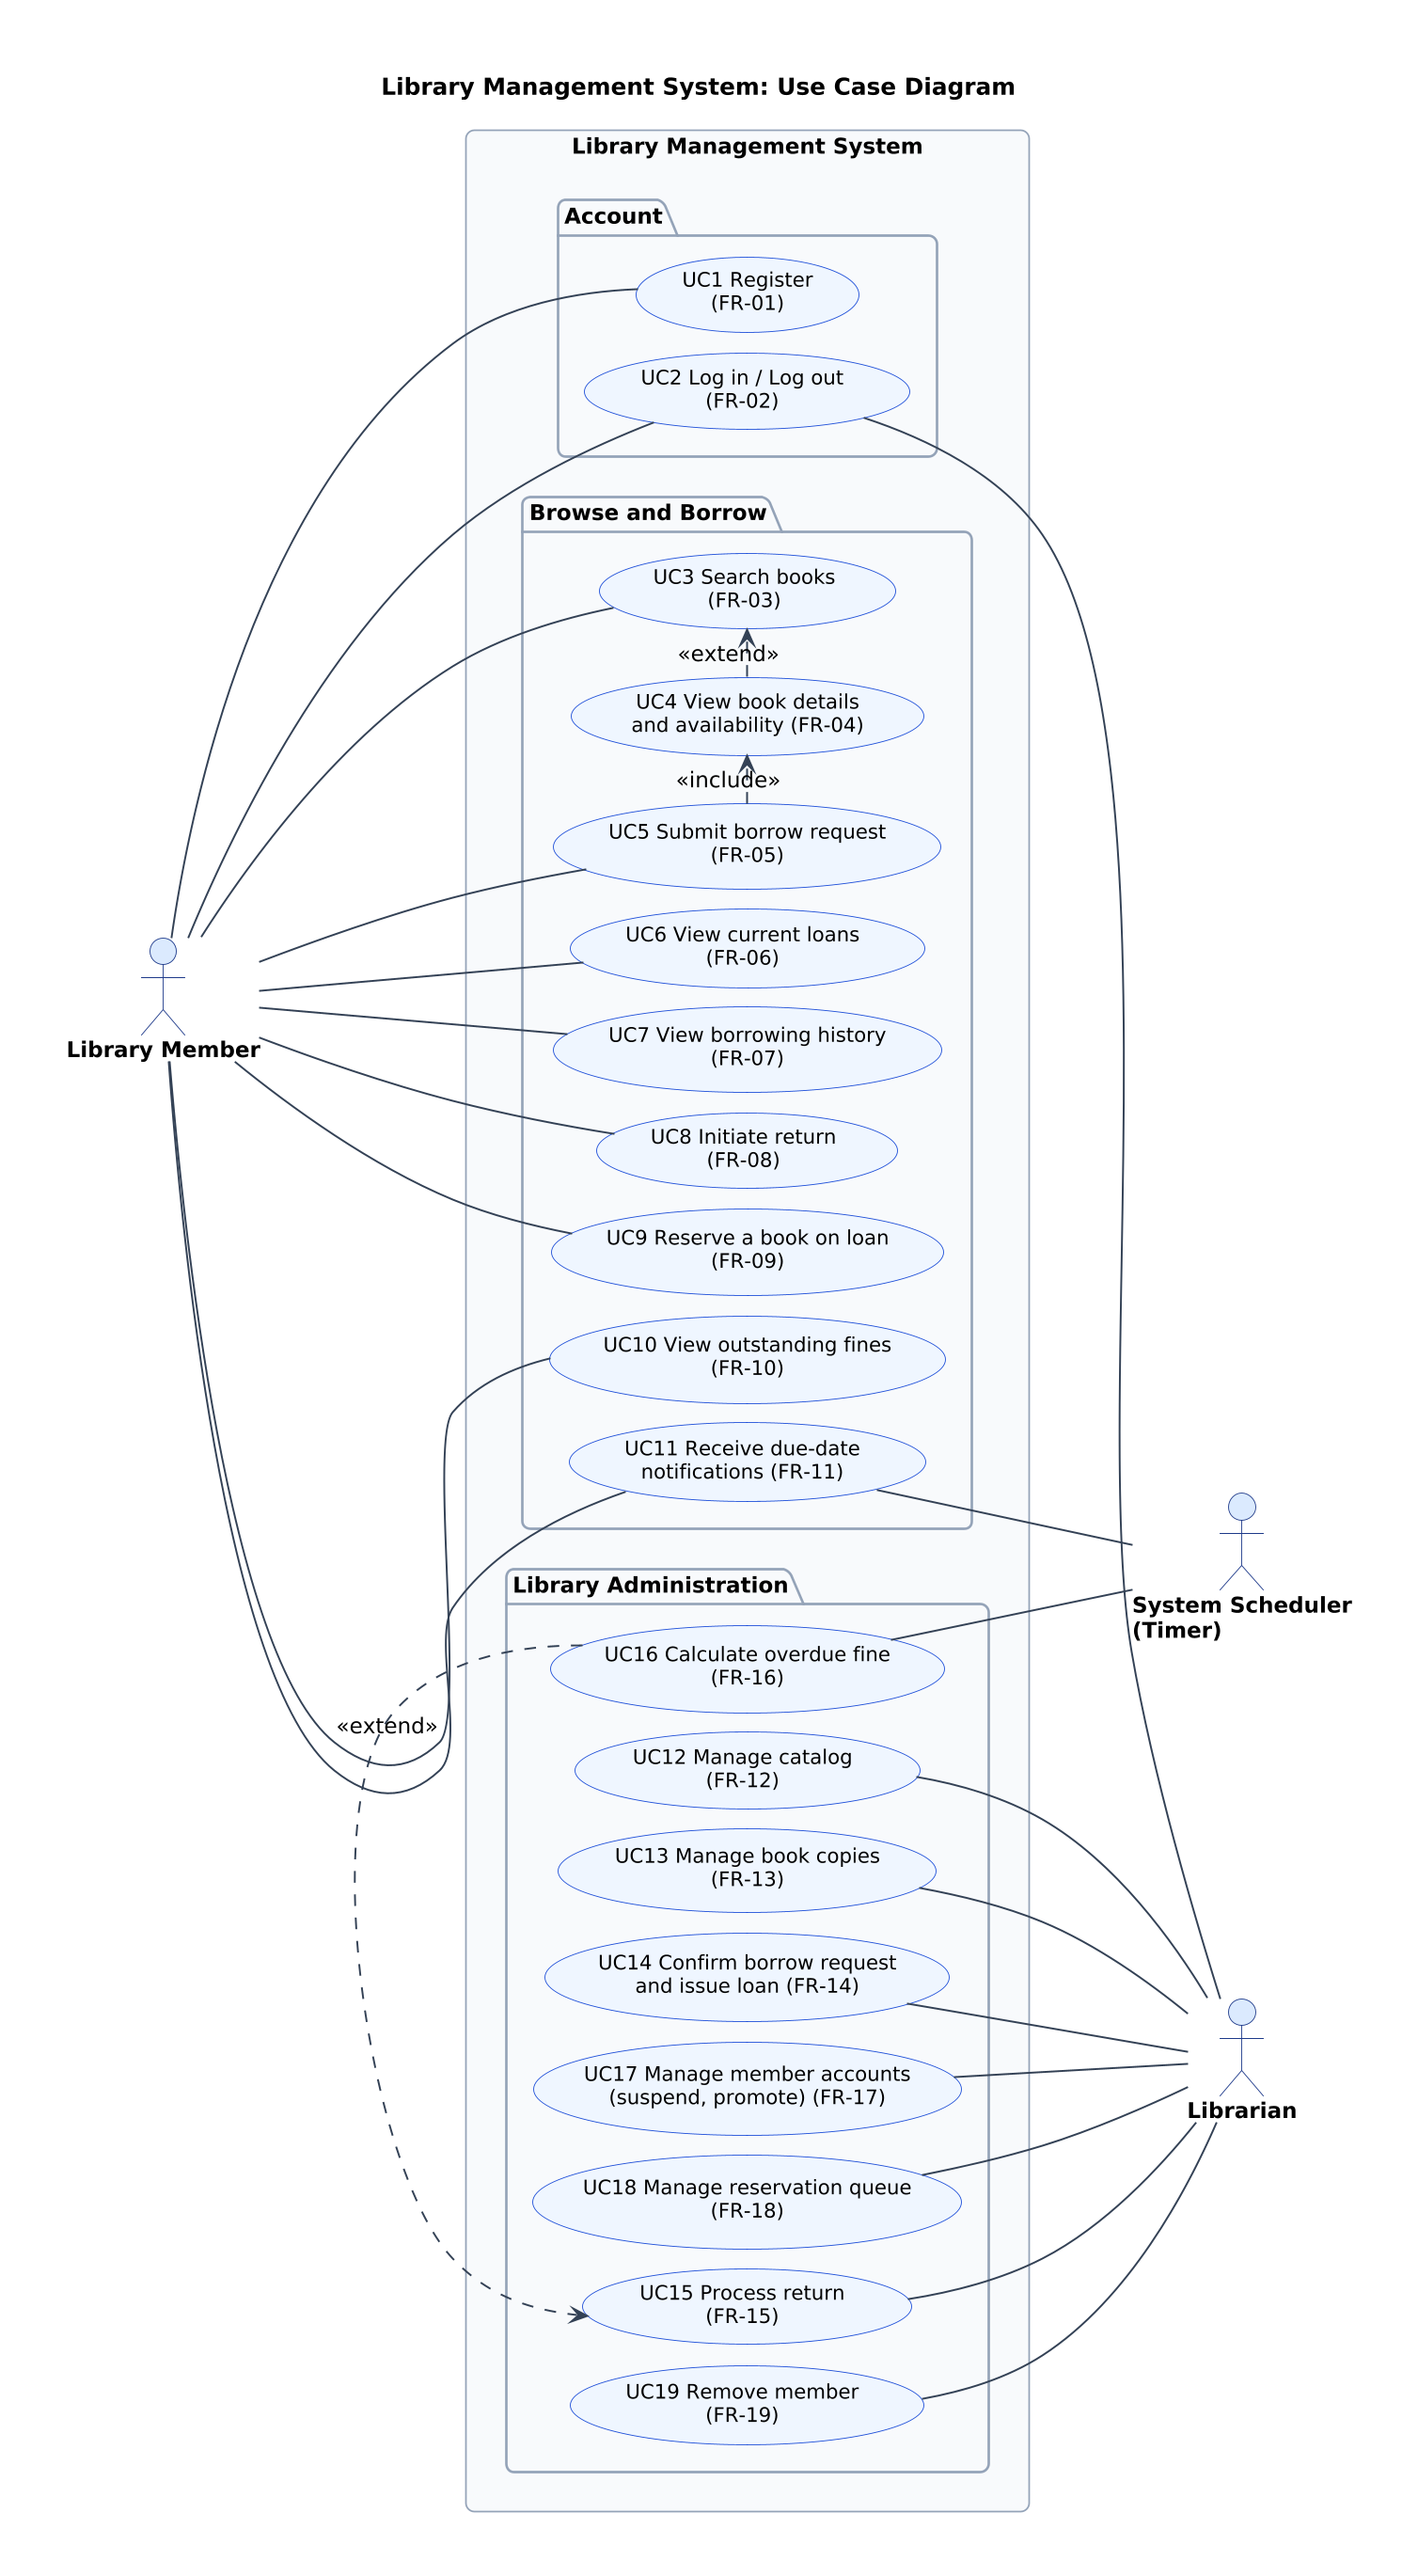 Library Management System: Use Case Diagram
Library Management System
Account
UC1 Register
(FR-01)
UC2 Log in / Log out
(FR-02)
Browse and Borrow
UC3 Search books
(FR-03)
«extend»
UC4 View book details
and availability (FR-04)
«include»
UC5 Submit borrow request
(FR-05)
UC6 View current loans
(FR-06)
UC7 View borrowing history
(FR-07)
Library Member
UC8 Initiate return
(FR-08)
UC9 Reserve a book on loan
(FR-09)
UC10 View outstanding fines
(FR-10)
UC11 Receive due-date
notifications (FR-11)
System Scheduler
(Timer)
Library Administration
UC16 Calculate overdue fine
(FR-16)
«extend»
UC12 Manage catalog
(FR-12)
UC13 Manage book copies
(FR-13)
UC14 Confirm borrow request
and issue loan (FR-14)
UC17 Manage member accounts
(suspend, promote) (FR-17)
Librarian
UC18 Manage reservation queue
(FR-18)
UC15 Process return
(FR-15)
UC19 Remove member
(FR-19)